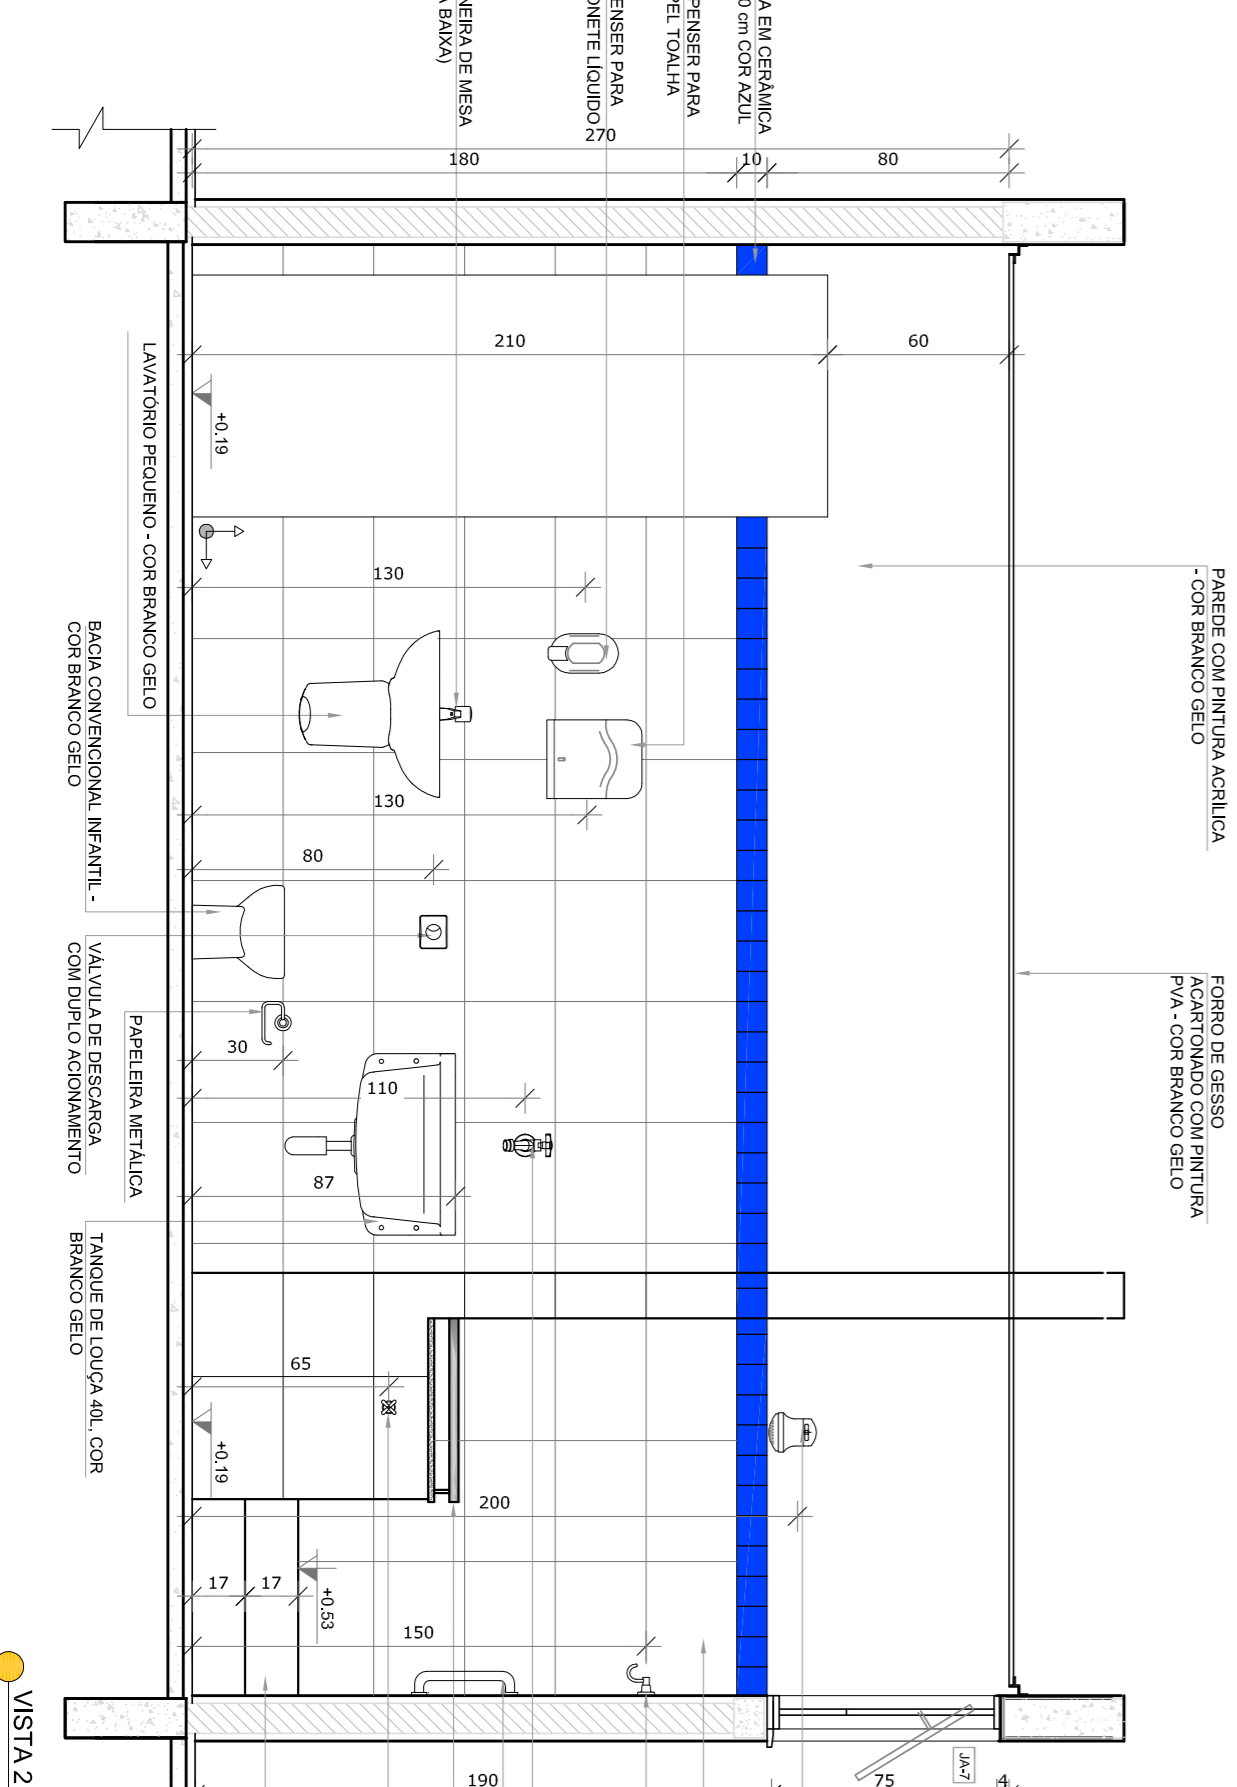 PAREDE COM PINTURA ACRÍLICA
- COR BRANCO GELO
FORRO DE GESSO
ACARTONADO COM PINTURA
PVA - COR BRANCO GELO
A EM CERÂMICA
0 cm COR AZUL
PENSER PARA
PEL TOALHA
PENSER PARA
ONETE LÍQUIDO
NEIRA DE MESA
A BAIXA)
270
180
10
80
210
60
+0.19
130
130
80
30
110
87
65
+0.19
200
17
17
+0.53
150
190
75
4
JA-7
LAVATÓRIO PEQUENO - COR BRANCO GELO
BACIA CONVENCIONAL INFANTIL -
COR BRANCO GELO
VÁLVULA DE DESCARGA
COM DUPLO ACIONAMENTO
PAPELEIRA METÁLICA
TANQUE DE LOUÇA 40L, COR
BRANCO GELO
VISTA 2